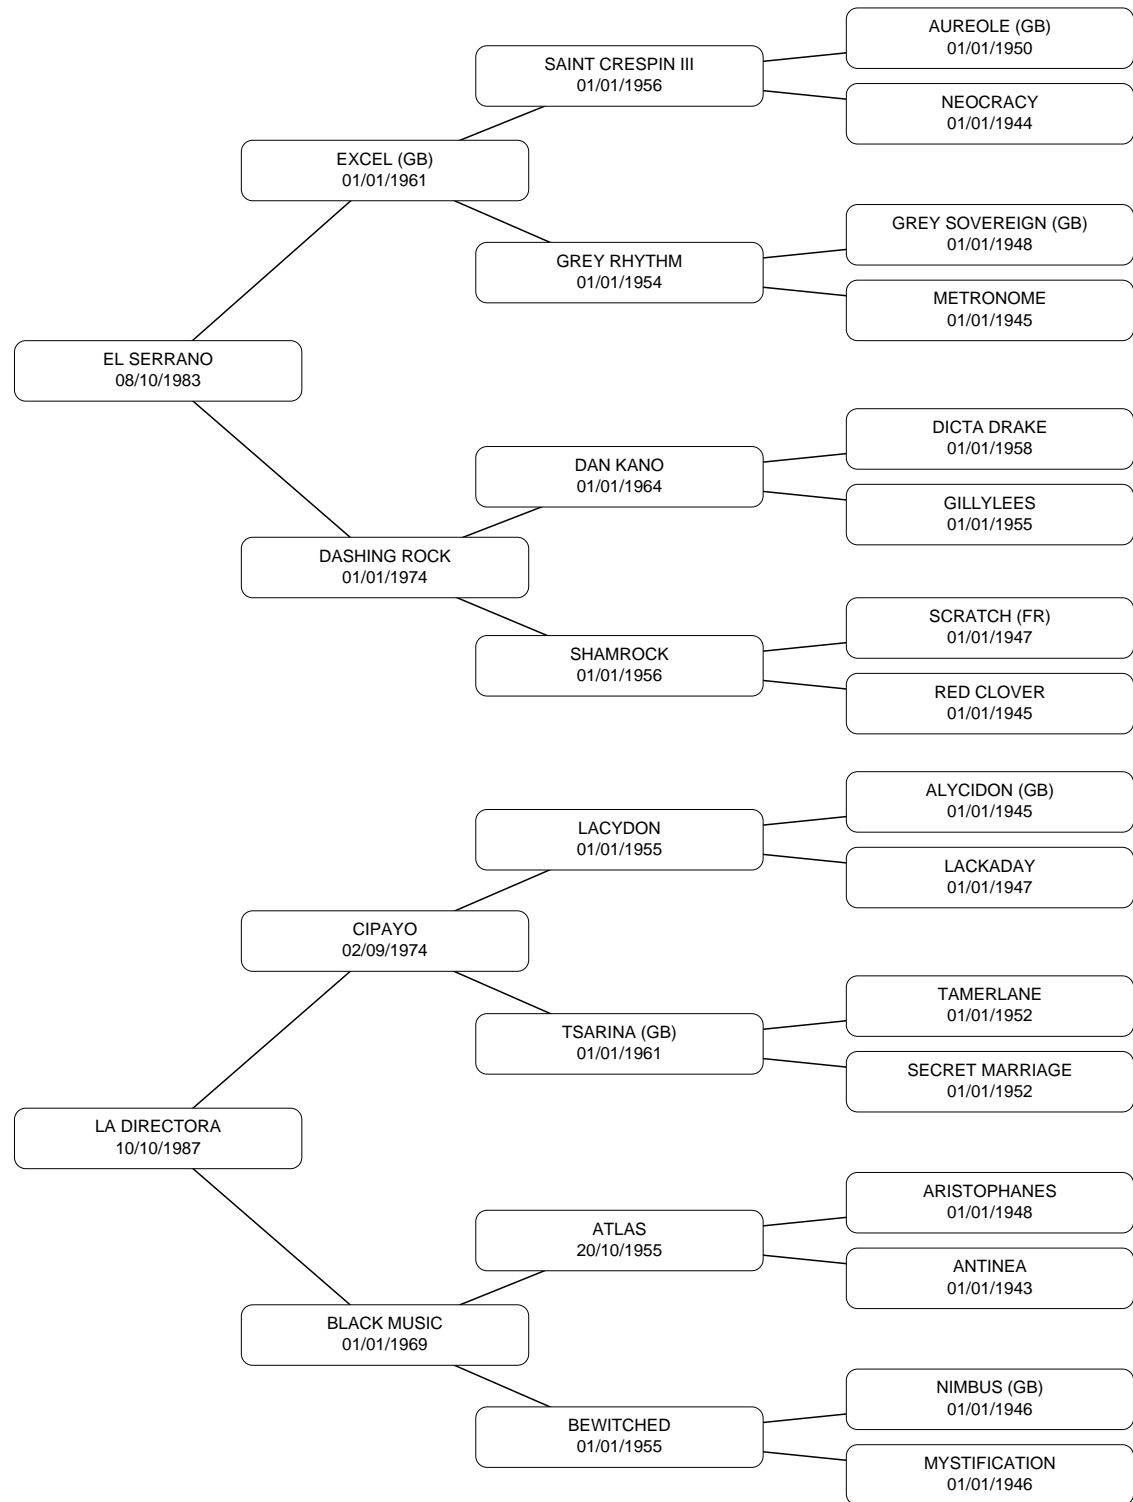 AUREOLE (GB)
01/01/1950
SAINT CRESPIN III
01/01/1956
NEOCRACY
01/01/1944
EXCEL (GB)
01/01/1961
GREY SOVEREIGN (GB)
01/01/1948
GREY RHYTHM
01/01/1954
METRONOME
01/01/1945
EL SERRANO
08/10/1983
DICTA DRAKE
01/01/1958
DAN KANO
01/01/1964
GILLYLEES
01/01/1955
DASHING ROCK
01/01/1974
SCRATCH (FR)
01/01/1947
SHAMROCK
01/01/1956
RED CLOVER
01/01/1945
ALYCIDON (GB)
01/01/1945
LACYDON
01/01/1955
LACKADAY
01/01/1947
CIPAYO
02/09/1974
TAMERLANE
01/01/1952
TSARINA (GB)
01/01/1961
SECRET MARRIAGE
01/01/1952
LA DIRECTORA
10/10/1987
ARISTOPHANES
01/01/1948
ATLAS
20/10/1955
ANTINEA
01/01/1943
BLACK MUSIC
01/01/1969
NIMBUS (GB)
01/01/1946
BEWITCHED
01/01/1955
MYSTIFICATION
01/01/1946